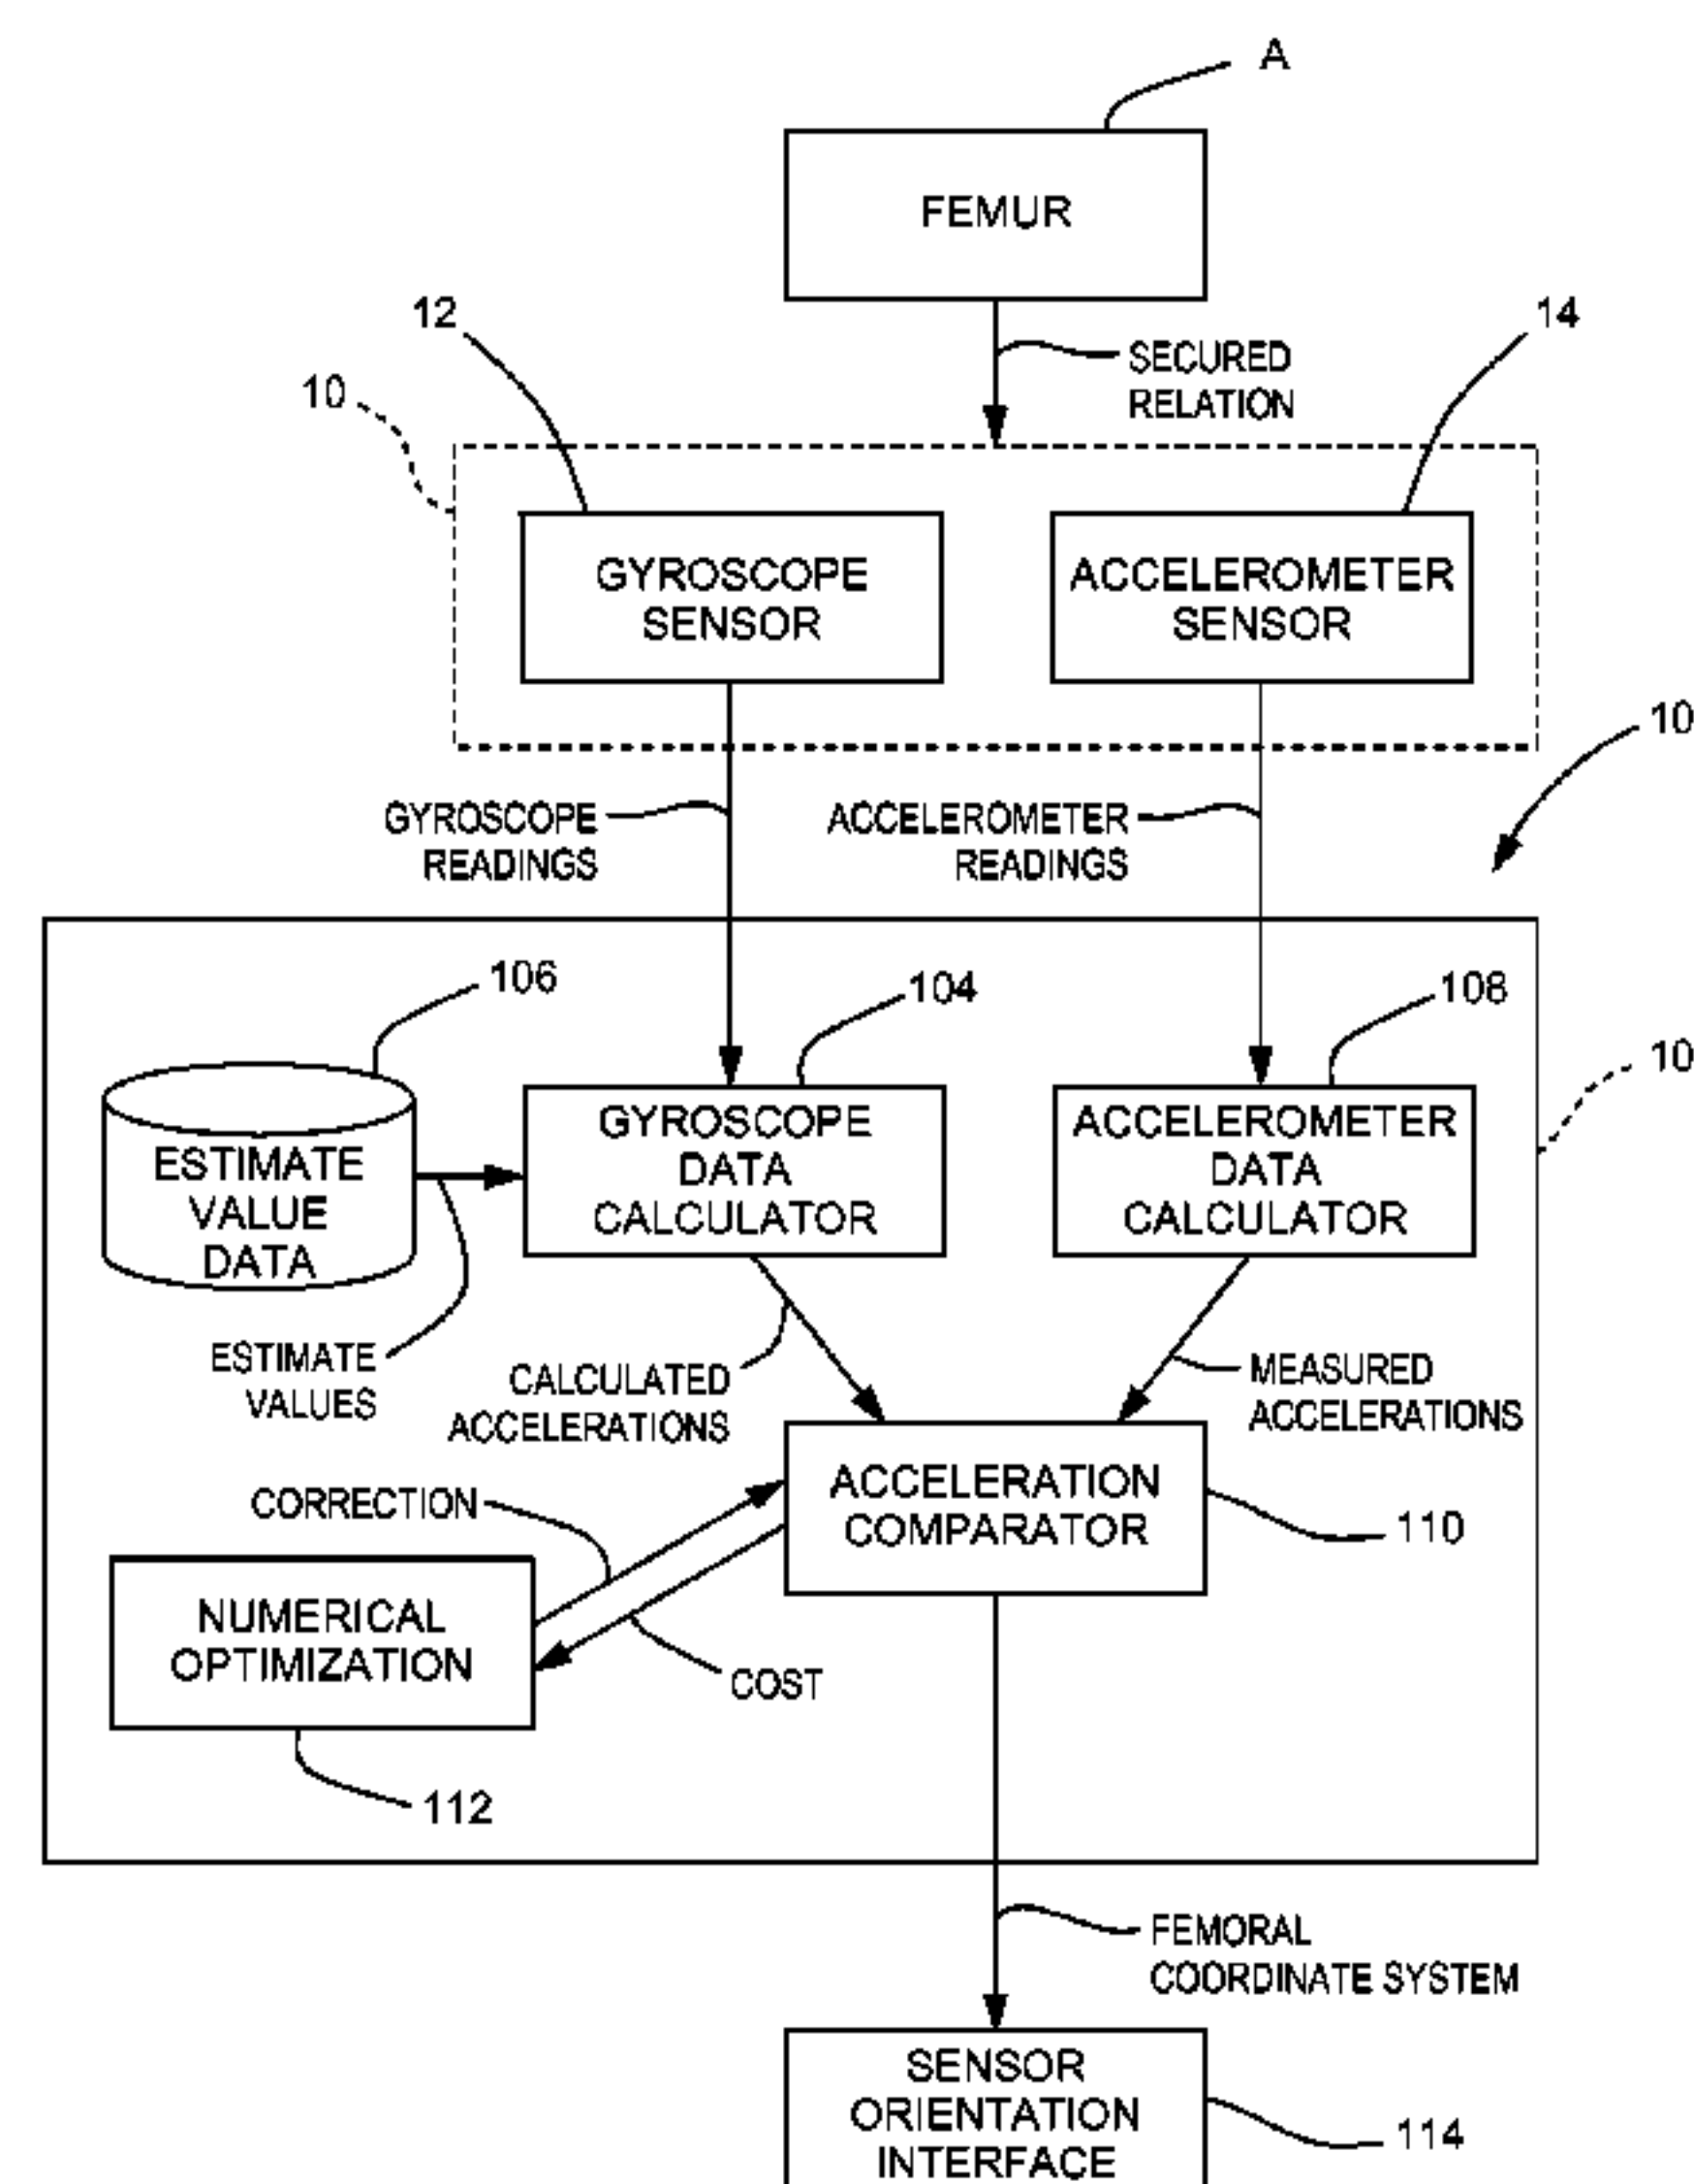 A
FEMUR
12
14
SECURED
RELATION
10
GYROSCOPE
SENSOR
ACCELEROMETER
SENSOR
10
GYROSCOPE
READINGS
ACCELEROMETER
READINGS
106
104
108
10
ESTIMATE
VALUE
DATA
GYROSCOPE
DATA
CALCULATOR
ACCELEROMETER
DATA
CALCULATOR
ESTIMATE
VALUES
CALCULATED
ACCELERATIONS
MEASURED
ACCELERATIONS
CORRECTION
ACCELERATION
COMPARATOR
110
NUMERICAL
OPTIMIZATION
COST
112
FEMORAL
COORDINATE SYSTEM
SENSOR
ORIENTATION
INTERFACE
114